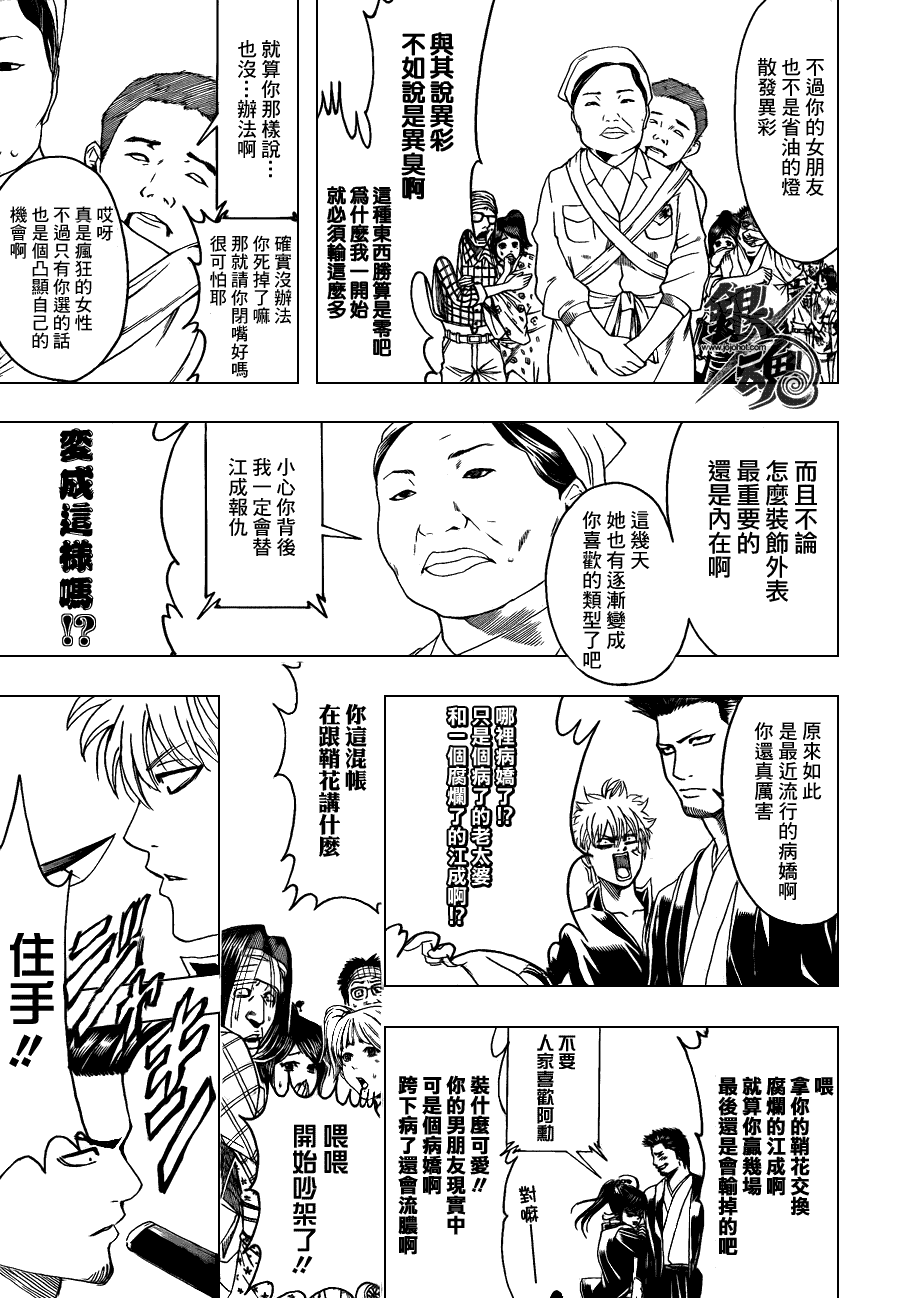 不過你的女朋友
也不是省油的燈
散發異彩
與其說異彩
不如說是異臭啊
這種東西勝算是零吧
為什麼我一開始
就必須輸這麼多
銀魂
www.jojohot.com
就算你那樣說…
也沒…辦法啊
確實沒辦法
你死掉了嘛
那就請你閉嘴好嗎
很可怕耶
哎呀
真是瘋狂的女性
不過只有你選的話
也是個凸顯自己的
機會啊
而且不論
怎麼裝飾外表
最重要的
還是內在啊
這幾天
她也有逐漸變成
你喜歡的類型了吧
小心你背後
我一定會替
江成報仇
變成這樣嗎!?
原來如此
是最近流行的病嬌啊
你還真厲害
哪裡病嬌了!?
只是個病了的老太婆
和一個腐爛了的江成啊!?
喂
拿你的鞘花交換
腐爛的江成啊
就算你贏幾場
最後還是會輸掉的吧
不要
人家喜歡阿勳
對嘛
裝什麼可愛!!
你的男朋友現實中
可是個病嬌啊
跨下病了還會流膿啊
你這混帳
在跟鞘花講什麼
喂喂
開始吵架了!!
住手!!